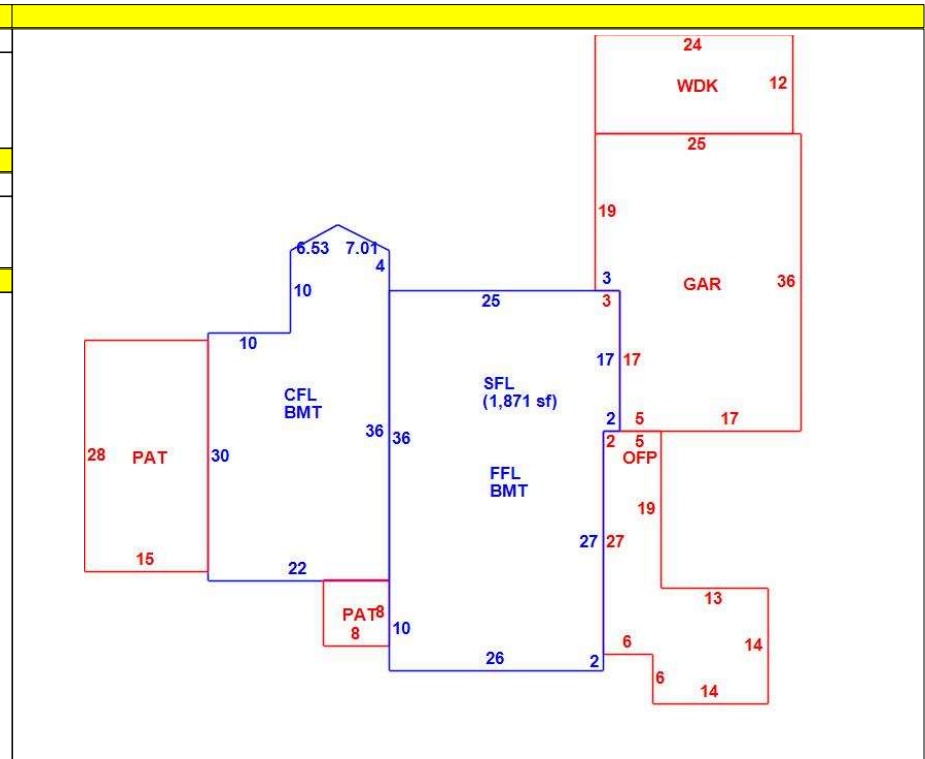 24
WDK 12
25
19
6.53 7.01
4
3
10
25
3
GAR 36
10
17 17
SFL
(1,871 sf)
CFL
BMT
36 36
2 5 17
2 5
OFP
28 PAT 30
FFL
BMT
19
27 27
15
22
13
PAT 8
8
10
6
14
26 2
6
14